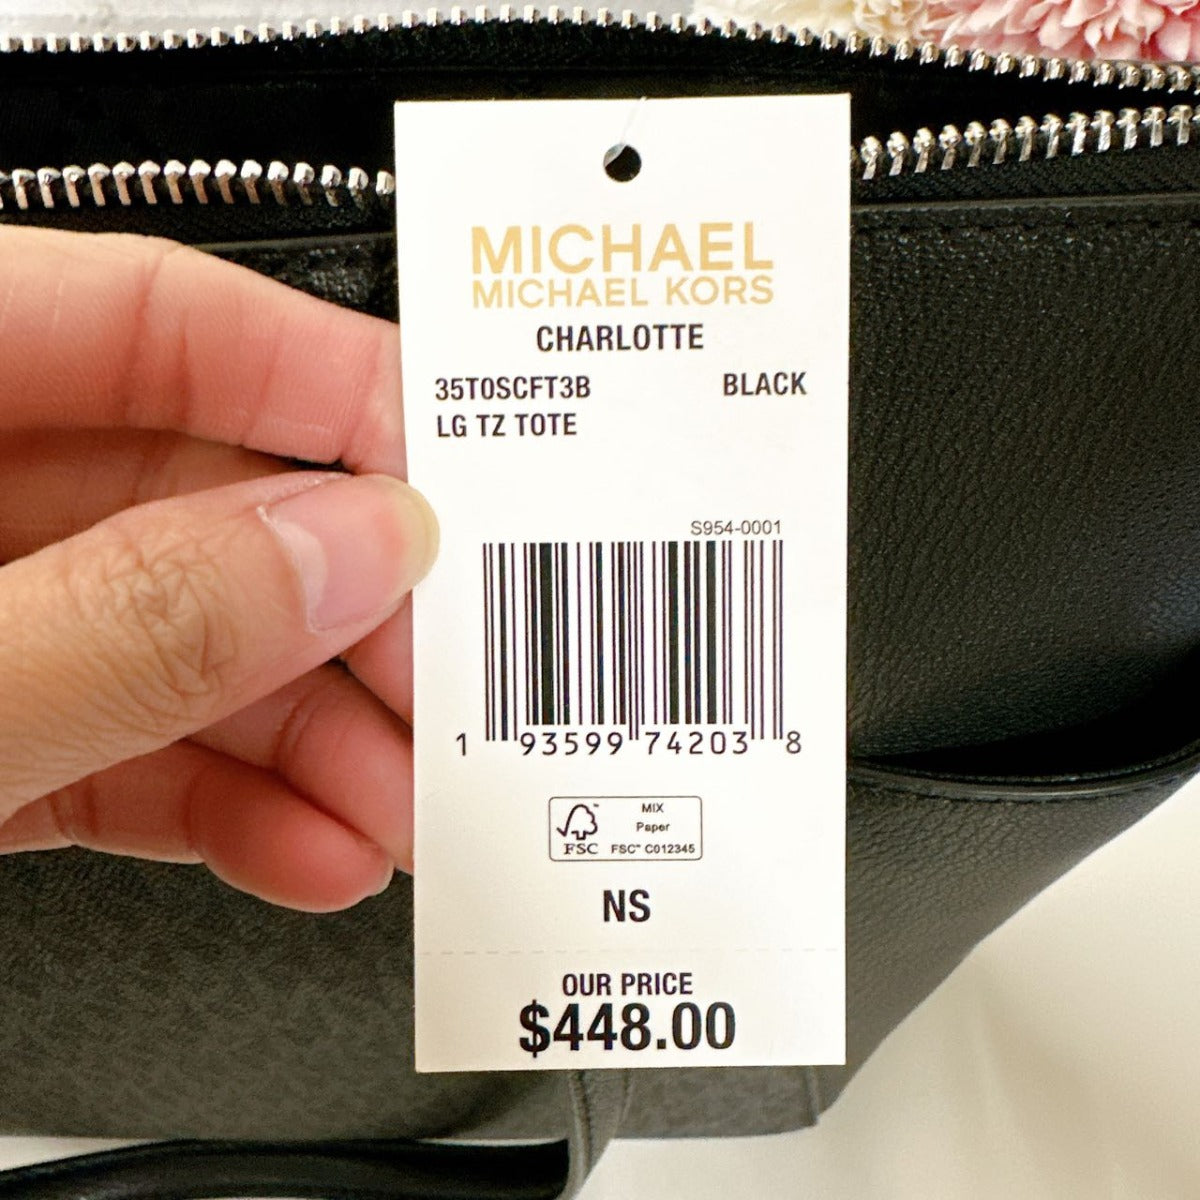 MICHAEL
MICHAEL KORS
CHARLOTTE
35T0SCFT3B BLACK
LG TZ TOTE
S954-0001
1 93599 74203 8
FSC™ MIX
Paper
FSC™ C012345
NS
OUR PRICE
$448.00